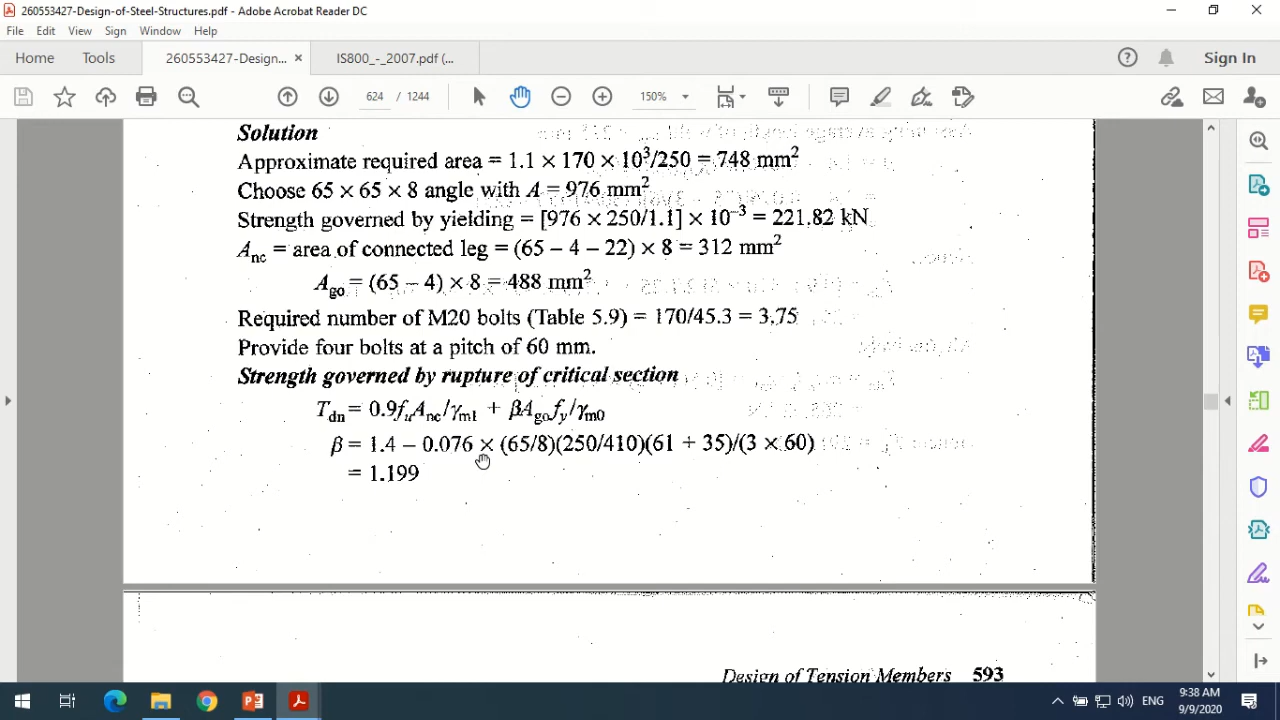 260553427-Design-of-Steel-Structures.pdf - Adobe Acrobat Reader DC
File Edit View Sign Window Help
Home Tools 260553427-Design... × IS800_-_2007.pdf (...
Sign In
624 / 1244 150%
Solution
Approximate required area = 1.1 × 170 × 10³/250 = 748 mm²
Choose 65 × 65 × 8 angle with A = 976 mm²
Strength governed by yielding = [976 × 250/1.1] × 10⁻³ = 221.82 kN
Anc = area of connected leg = (65 – 4 – 22) × 8 = 312 mm²
Ago = (65 – 4) × 8 = 488 mm²
Required number of M20 bolts (Table 5.9) = 170/45.3 = 3.75
Provide four bolts at a pitch of 60 mm.
Strength governed by rupture of critical section
Tdn = 0.9fuAnc/γm1 + βAgofy/γm0
β = 1.4 – 0.076 × (65/8)(250/410)(61 + 35)/(3 × 60)
= 1.199
Design of Tension Members 593
ENG
9:38 AM
9/9/2020